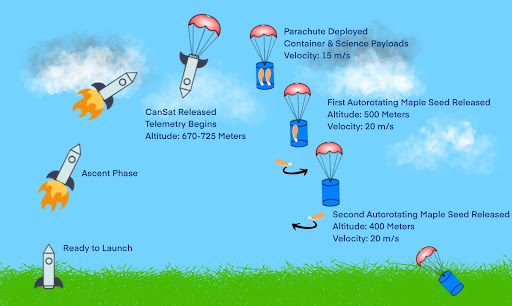 Parachute Deployed
Container & Science Payloads
Velocity: 15 m/s
CanSat Released
Telemetry Begins
Altitude: 670-725 Meters
First Autorotating Maple Seed Released
Altitude: 500 Meters
Velocity: 20 m/s
Ascent Phase
Second Autorotating Maple Seed Released
Altitude: 400 Meters
Velocity: 20 m/s
Ready to Launch